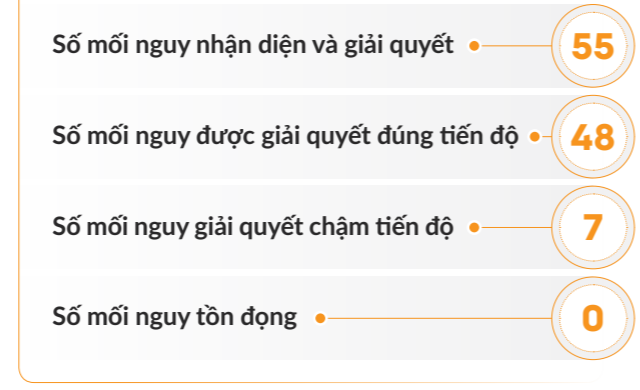 Số mối nguy nhận diện và giải quyết 55
Số mối nguy được giải quyết đúng tiến độ 48
Số mối nguy giải quyết chậm tiến độ 7
Số mối nguy tồn đọng 0